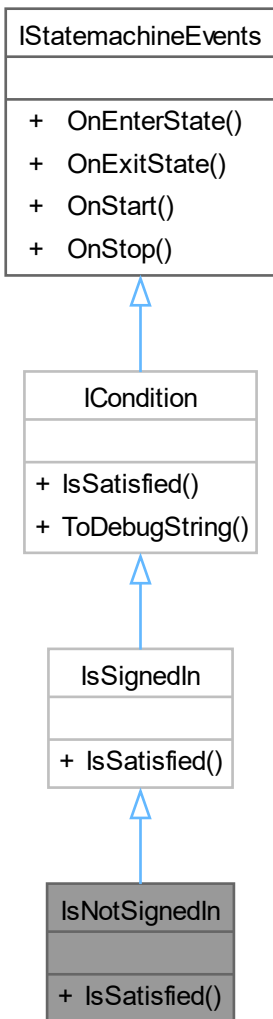 IStatemachineEvents
+ OnEnterState()
+ OnExitState()
+ OnStart()
+ OnStop()
ICondition
+ IsSatisfied()
+ ToDebugString()
IsSignedIn
+ IsSatisfied()
IsNotSignedIn
+ IsSatisfied()